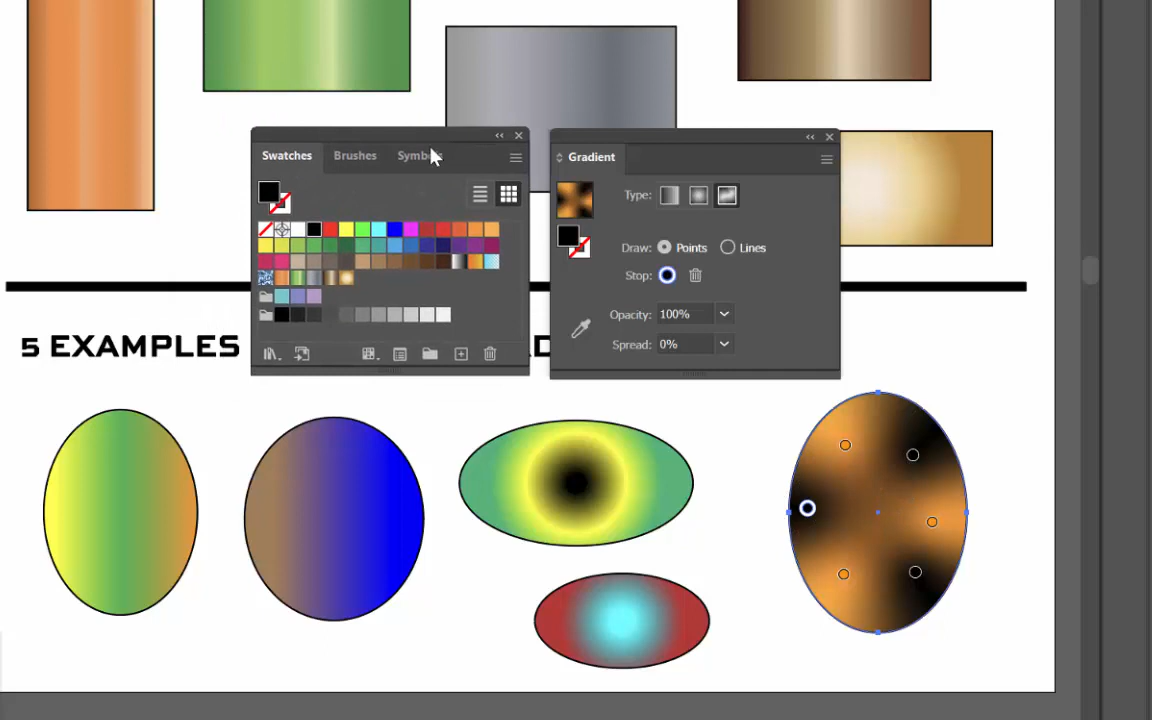 Swatches Brushes
Gradient
Type:
Draw: Points Lines
Stop:
Opacity: 100%
Spread: 0%
5 EXAMPLES